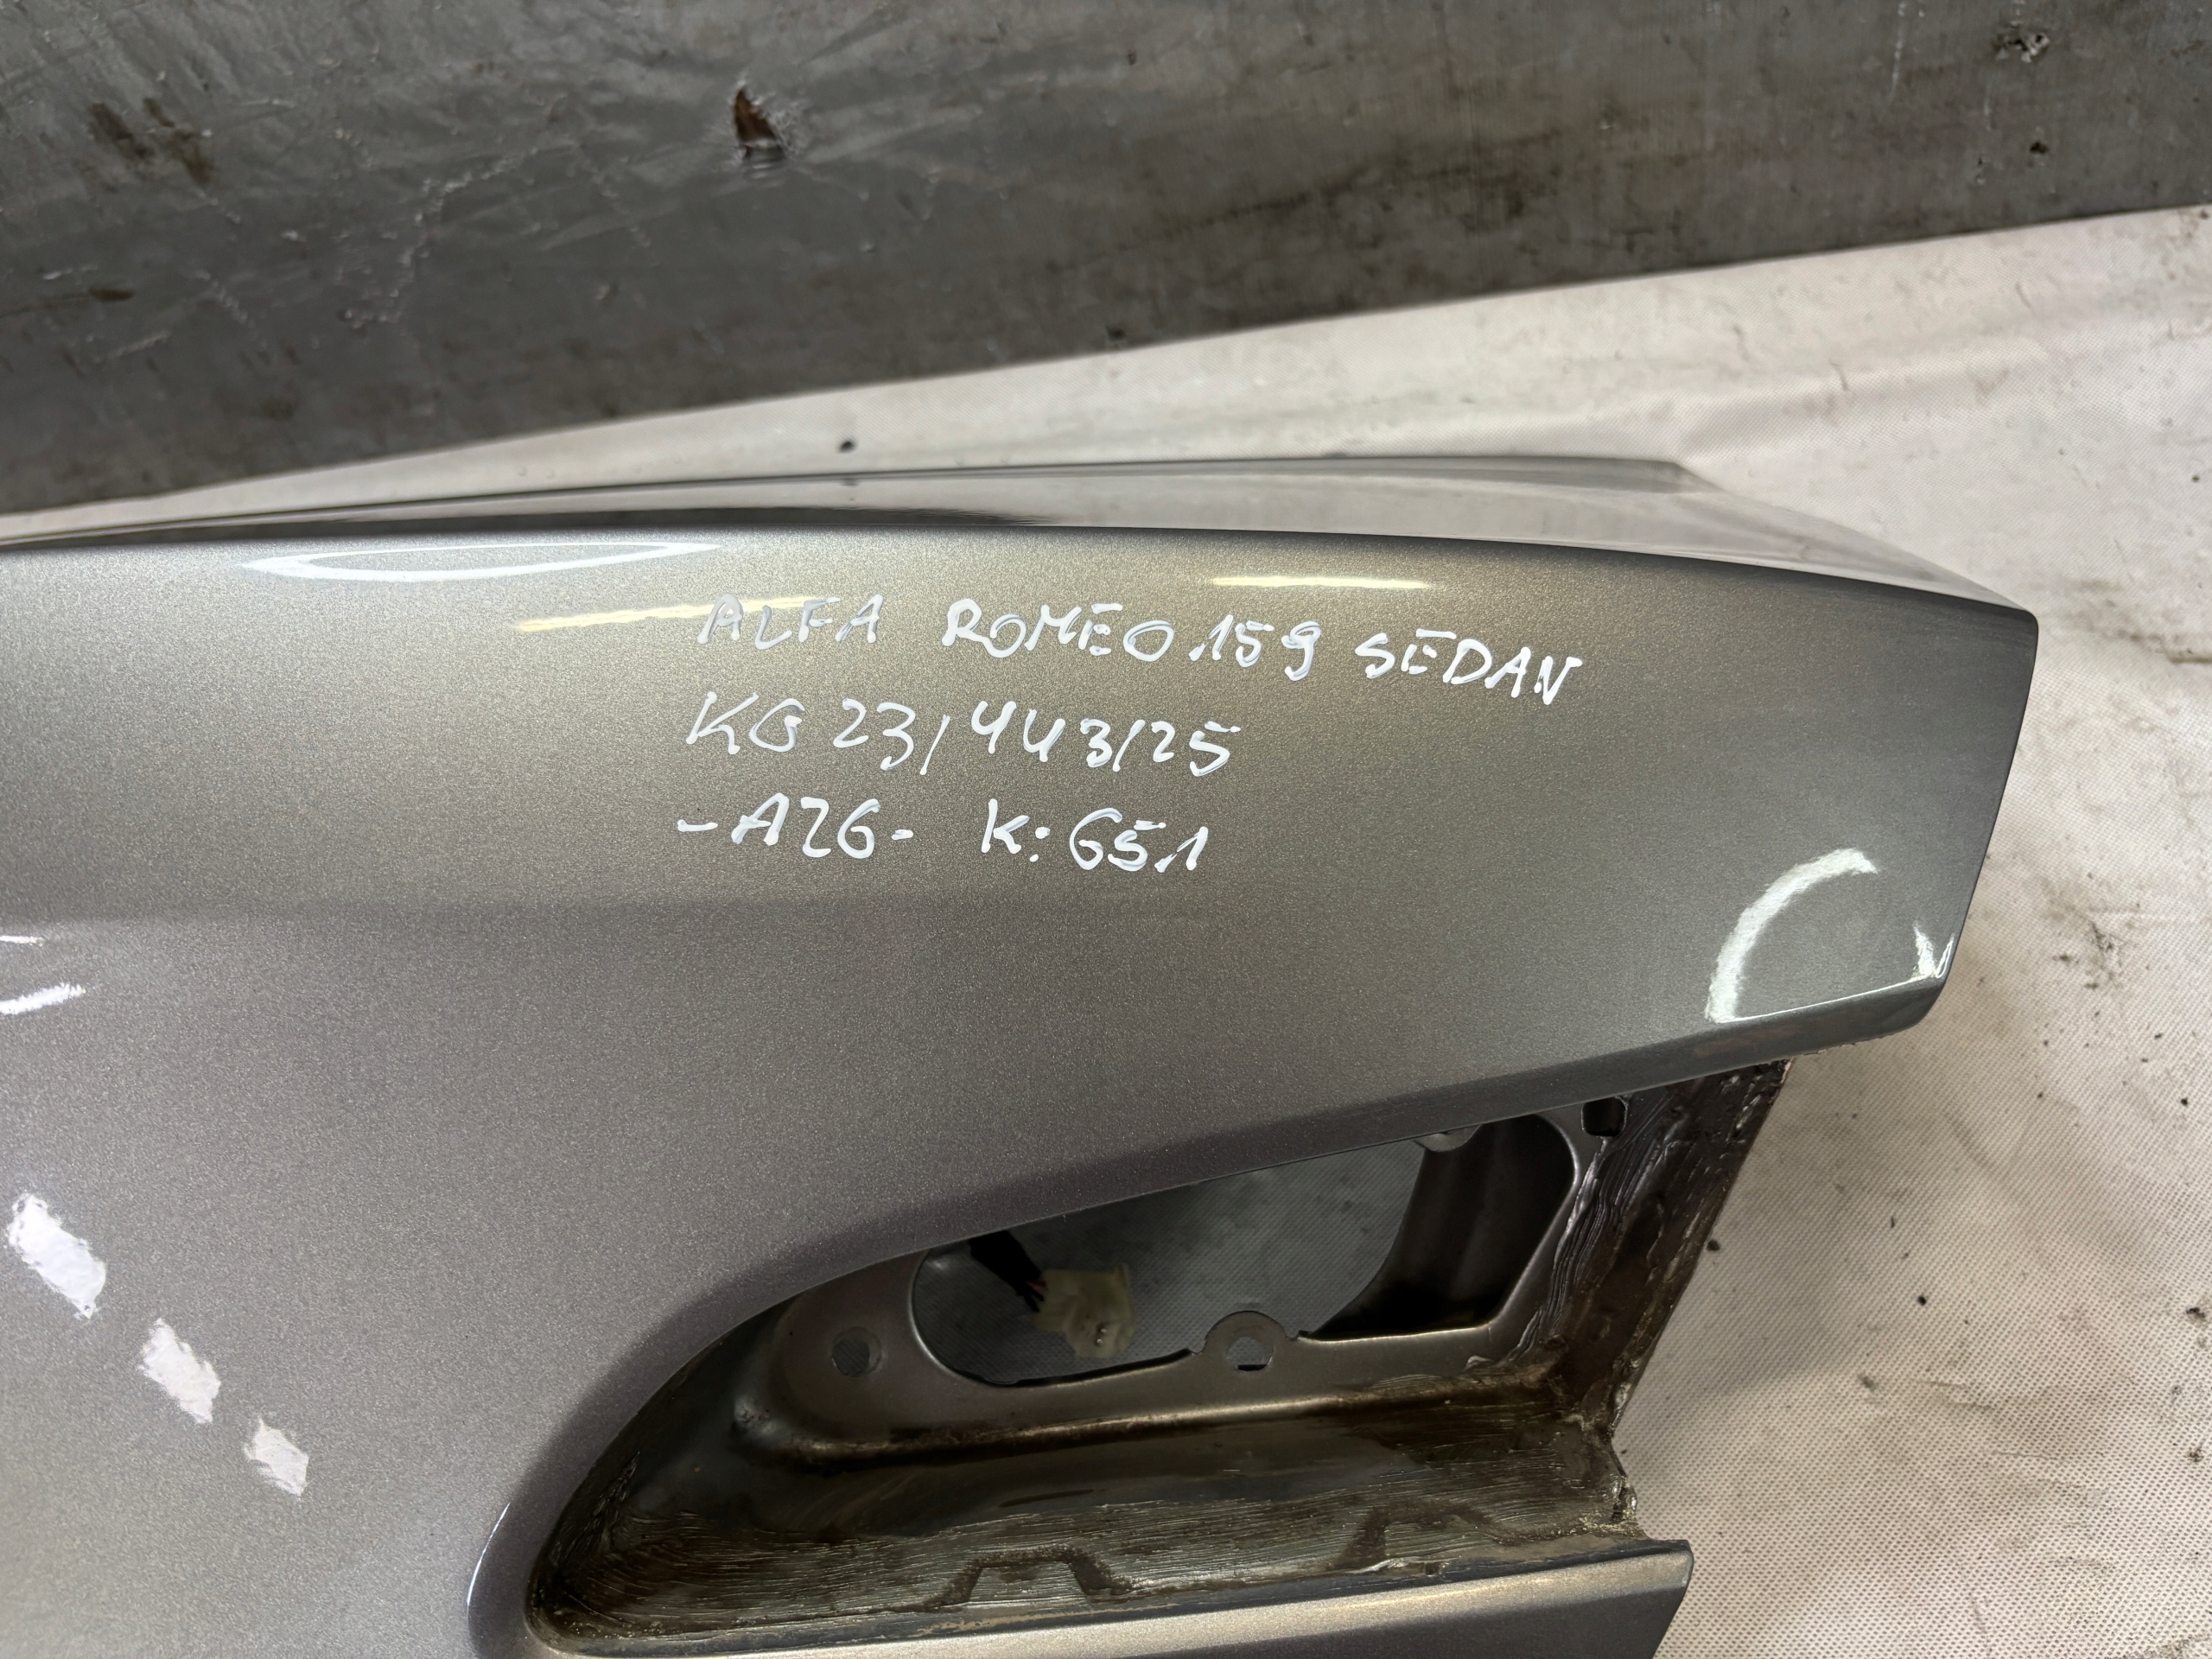 ALFA ROMEO 159 SEDAN
KG 23/443/25
-A26- K: 651